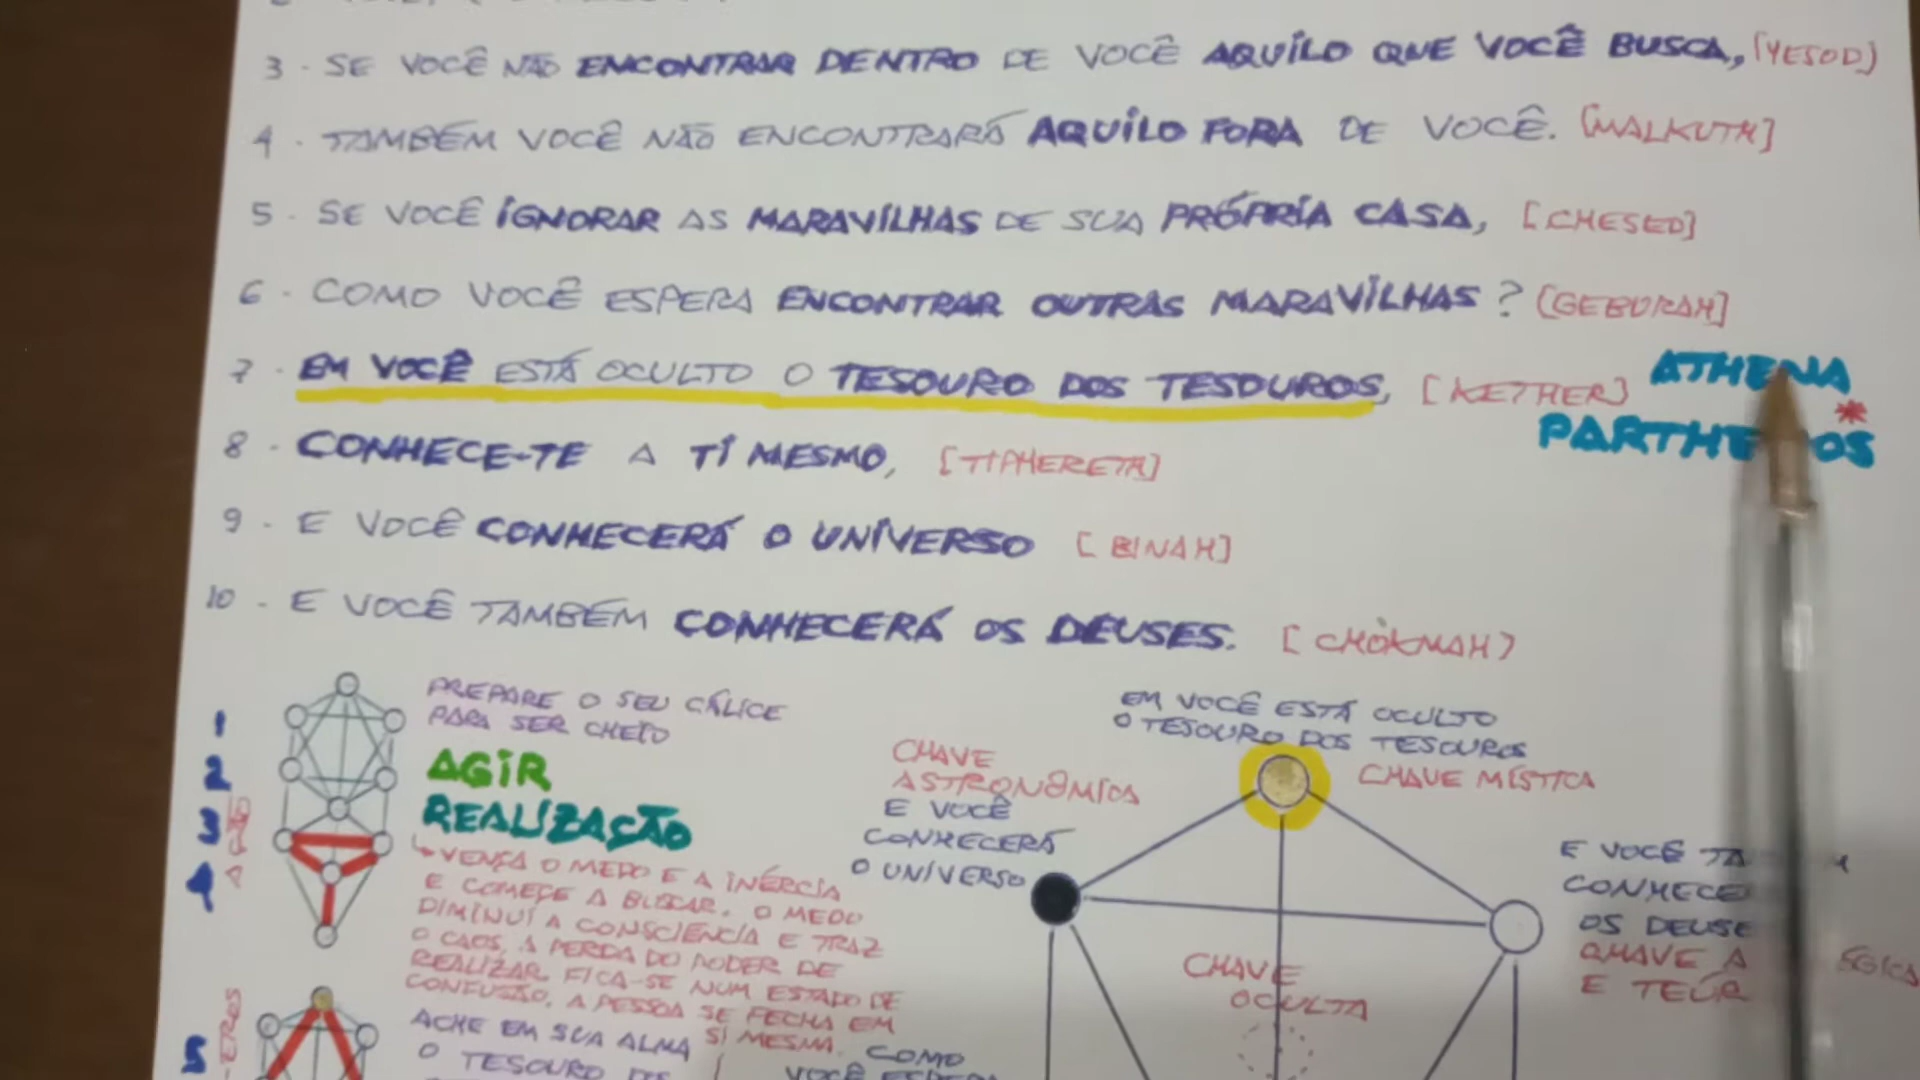 3 - SE VOCÊ NÃO ENCONTRAR DENTRO DE VOCÊ AQUILO QUE VOCÊ BUSCA, [YESOD]
4 - TAMBÉM VOCÊ NÃO ENCONTRARÁ AQUILO FORA DE VOCÊ. [MALKUTH]
5 - SE VOCÊ IGNORAR AS MARAVILHAS DE SUA PRÓPRIA CASA, [CHESED]
6 - COMO VOCÊ ESPERA ENCONTRAR OUTRAS MARAVILHAS? [GEBURAH]
7 - EM VOCÊ ESTÁ OCULTO O TESOURO DOS TESOUROS, [KETHER]
ATHENA
PARTHENOS *
8 - CONHECE-TE A TI MESMO, [TIPHERETH]
9 - E VOCÊ CONHECERÁ O UNIVERSO [BINAH]
10 - E VOCÊ TAMBÉM CONHECERÁ OS DEUSES. [CHOKMAH]
1
2
3
4
PREPARE O SEU CÁLICE
PARA SER CHEIO
AGIR
REALIZAÇÃO
VENÇA O MEDO E A INÉRCIA
E COMECE A BUSCAR. O MEDO
DIMINUI A CONSCIÊNCIA E TRAZ
O CAOS, A PERDA DO PODER DE
REALIZAR. FICA-SE NUM ESTADO DE
CONFUSÃO, A PESSOA SE FECHA EM
SI MESMA.
5
EROS
ACHE EM SUA ALMA
O TESOURO DOS
EM VOCÊ ESTÁ OCULTO
O TESOURO DOS TESOUROS
CHAVE MÍSTICA
CHAVE
ASTRONÔMICA
E VOCÊ
CONHECERÁ
O UNIVERSO
E VOCÊ
CONHECE
OS DEUSE
CHAVE
E TEÚR
CHAVE
OCULTA
COMO
VOCÊ ESPERA